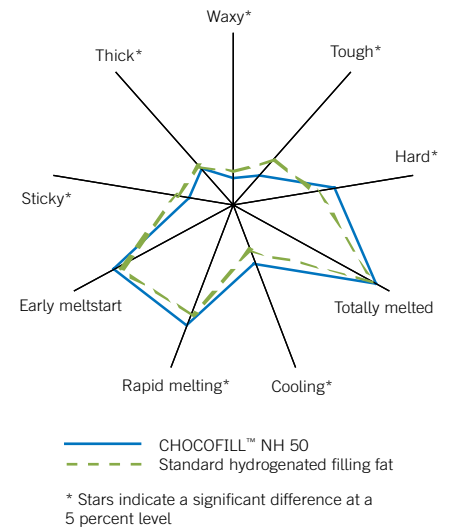 Waxy*
Thick*
Tough*
Hard*
Sticky*
Early meltstart
Totally melted
Rapid melting*
Cooling*
CHOCOFILL™ NH 50
Standard hydrogenated filling fat
* Stars indicate a significant difference at a
5 percent level